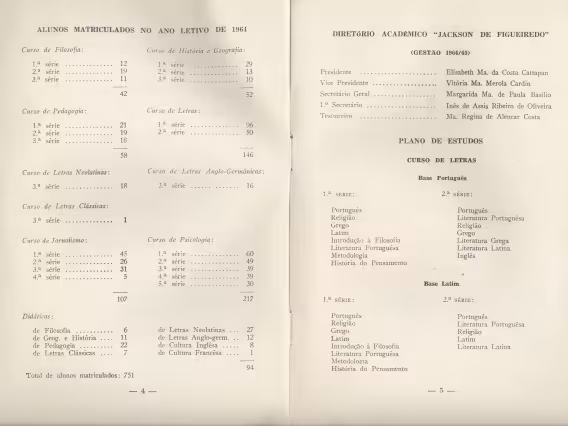 ALUNOS MATRICULADOS NO ANO LETIVO DE 1961
Curso de Filosofia:
1.ª série .............. 12
2.ª série .............. 19
3.ª série .............. 11
42
Curso de História e Geografia:
1.ª série .............. 29
2.ª série .............. 13
3.ª série .............. 10
52
Curso de Pedagogia:
1.ª série .............. 21
2.ª série .............. 19
3.ª série .............. 18
58
Curso de Letras:
1.ª série .............. 96
2.ª série .............. 50
146
Curso de Letras Neolatinas:
3.ª série .............. 18
Curso de Letras Anglo-Germânicas:
3.ª série .............. 16
Curso de Letras Clássicas:
3.ª série .............. 1
Curso de Jornalismo:
1.ª série .............. 45
2.ª série .............. 26
3.ª série .............. 31
4.ª série .............. 5
107
Curso de Psicologia:
1.ª série .............. 60
2.ª série .............. 49
3.ª série .............. 39
4.ª série .............. 39
5.ª série .............. 30
217
Didáticas:
de Filosofia ........... 6
de Geog. e História .... 11
de Pedagogia ........... 22
de Letras Clássicas .... 7
de Letras Neolatinas ... 27
de Letras Anglo-germ. .. 12
de Cultura Inglêsa ..... 8
de Cultura Francêsa .... 1
94
Total de alunos matriculados: 751
— 4 —
DIRETÓRIO ACADÊMICO "JACKSON DE FIGUEIREDO"
(GESTÃO
Presidente .................... Elizabeth Ma. da Costa Cattapan
Vice Presidente ............... Vitória Ma. Merola Cardin
Secretário Geral .............. Margarida Ma. de Paula Basílio
1.º Secretário ................ Inês de Assis Ribeiro de Oliveira
Tesoureiro .................... Ma. Regina de Alencar Costa
PLANO DE ESTUDOS
CURSO DE LETRAS
Base Português
1.ª SÉRIE:
Português
Religião
Grego
Latim
Introdução à Filosofia
Literatura Portuguêsa
Metodologia
História do Pensamento
2.ª SÉRIE:
Português
Literatura Portuguêsa
Religião
Grego
Literatura Grega
Literatura Latina
Inglês
Base Latim
1.ª SÉRIE:
Português
Religião
Grego
Latim
Introdução à Filosofia
Literatura Portuguêsa
Metodologia
História do Pensamento
2.ª SÉRIE:
Português
Literatura Portuguêsa
Religião
Latim
Literatura Latina
— 5 —